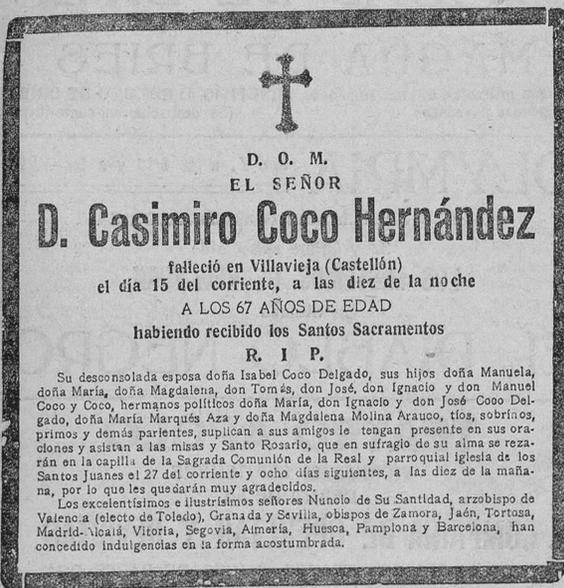 D. O. M.
EL SEÑOR
D. Casimiro Coco Hernández
falleció en Villavieja (Castellón)
el día 15 del corriente, a las diez de la noche
A LOS 67 AÑOS DE EDAD
habiendo recibido los Santos Sacramentos
R. I P.
Su desconsolada esposa doña Isabel Coco Delgado, sus hijos doña Manuela,
doña María, doña Magdalena, don Tomás, don José, don Ignacio y don Manuel
Coco y Coco, hermanos políticos doña María, don Ignacio y don José Coco Del-
gado, doña María Marqués Aza y doña Magdalena Molina Arauco, tíos, sobrinos,
primos y demás parientes, suplican a sus amigos le tengan presente en sus ora-
ciones y asistan a las misas y Santo Rosario, que en sufragio de su alma se reza-
rán en la capilla de la Sagrada Comunión de la Real y parroquial iglesia de los
Santos Juanes el 27 del corriente y ocho días siguientes, a las diez de la maña-
na, por lo que les quedarán muy agradecidos.
Los excelentísimos e ilustrísimos señores Nuncio de Su Santidad, arzobispo de
Valencia (electo de Toledo), Granada y Sevilla, obispos de Zamora, Jaén, Tortosa,
Madrid-Alcalá, Vitoria, Segovia, Almería, Huesca, Pamplona y Barcelona, han
concedido indulgencias en la forma acostumbrada.